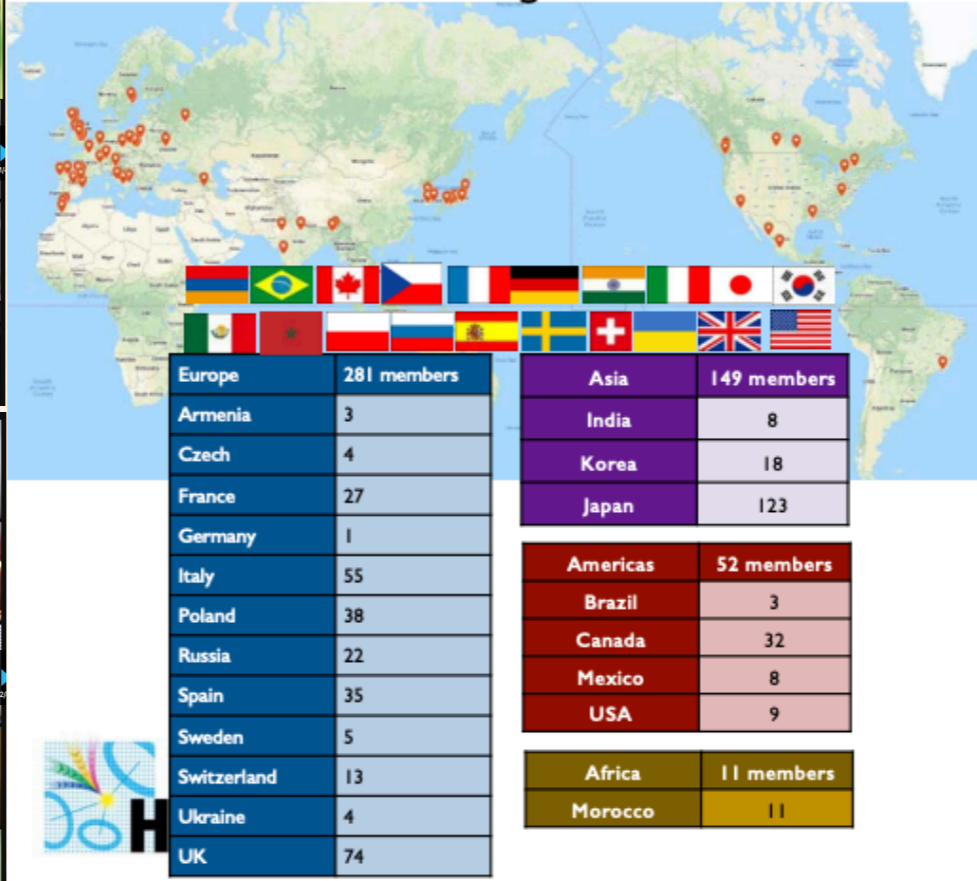 Europe 281 members
Armenia 3
Czech 4
France 27
Germany 1
Italy 55
Poland 38
Russia 22
Spain 35
Sweden 5
Switzerland 13
Ukraine 4
UK 74
Asia 149 members
India 8
Korea 18
Japan 123
Americas 52 members
Brazil 3
Canada 32
Mexico 8
USA 9
Africa 11 members
Morocco 11
H